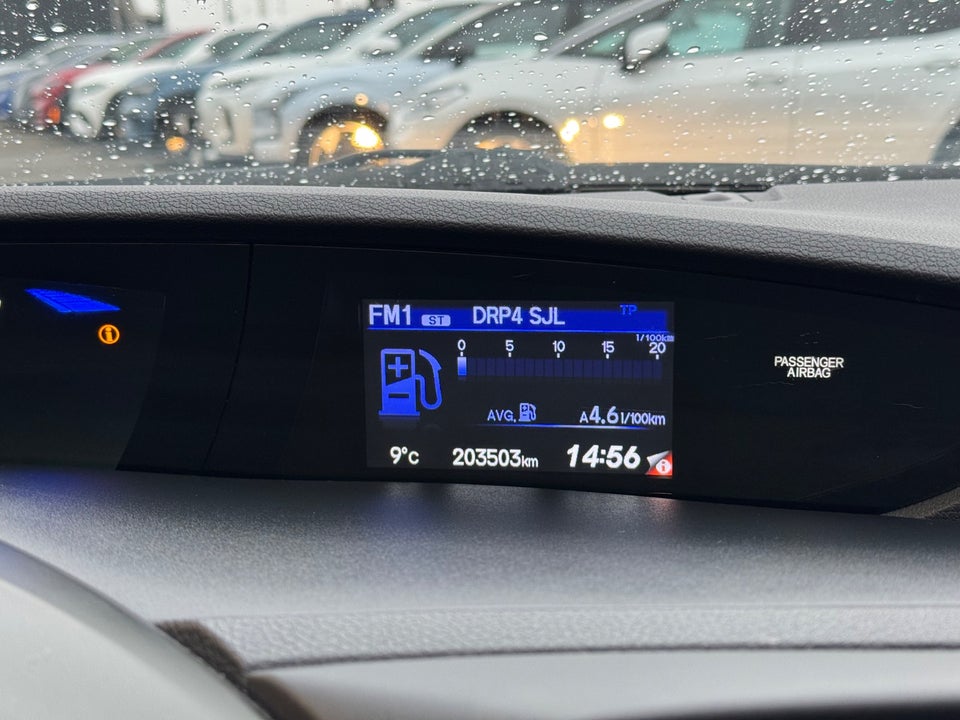 FM1 ST DRP4 SJL TP
l/100km
0 5 10 15 20
AVG. A4.6l/100km
9°C 203503km 14:56
PASSENGER
AIRBAG